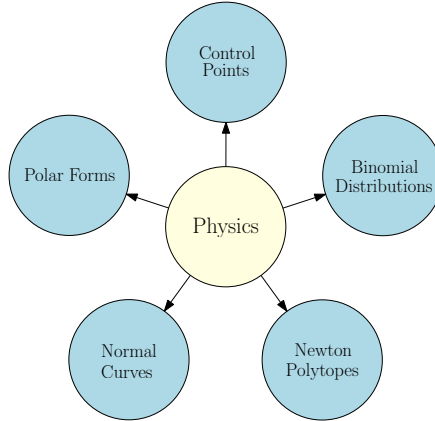 Control
Points
Polar Forms
Binomial
Distributions
Physics
Normal
Curves
Newton
Polytopes